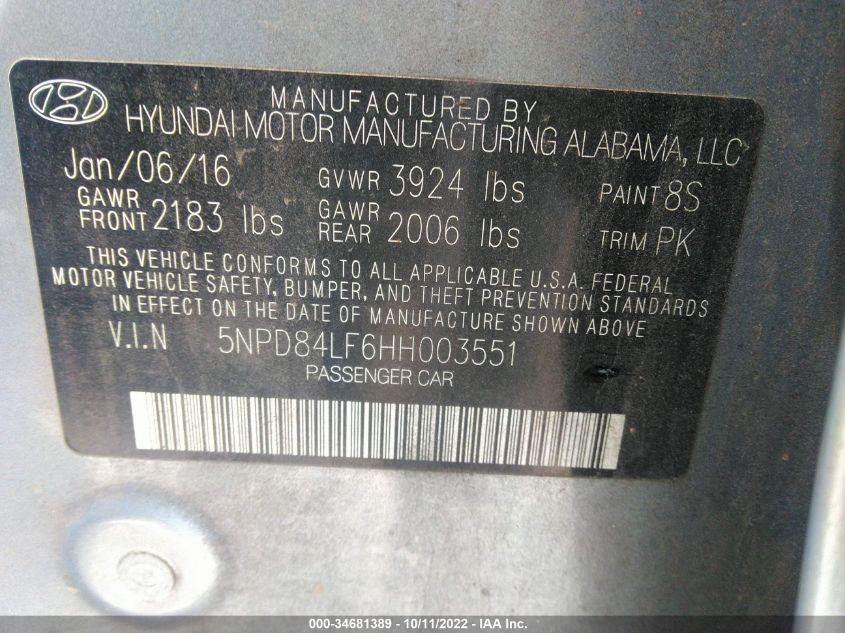 MANUFACTURED BY
HYUNDAI MOTOR MANUFACTURING ALABAMA, LLC
Jan/06/16 GVWR 3924 lbs PAINT 8S
GAWR FRONT 2183 lbs GAWR REAR 2006 lbs TRIM PK
THIS VEHICLE CONFORMS TO ALL APPLICABLE U.S.A. FEDERAL
MOTOR VEHICLE SAFETY, BUMPER, AND THEFT PREVENTION STANDARDS
IN EFFECT ON THE DATE OF MANUFACTURE SHOWN ABOVE
V.I.N 5NPD84LF6HH003551
PASSENGER CAR
000-34681389 - 10/11/2022 - IAA Inc.